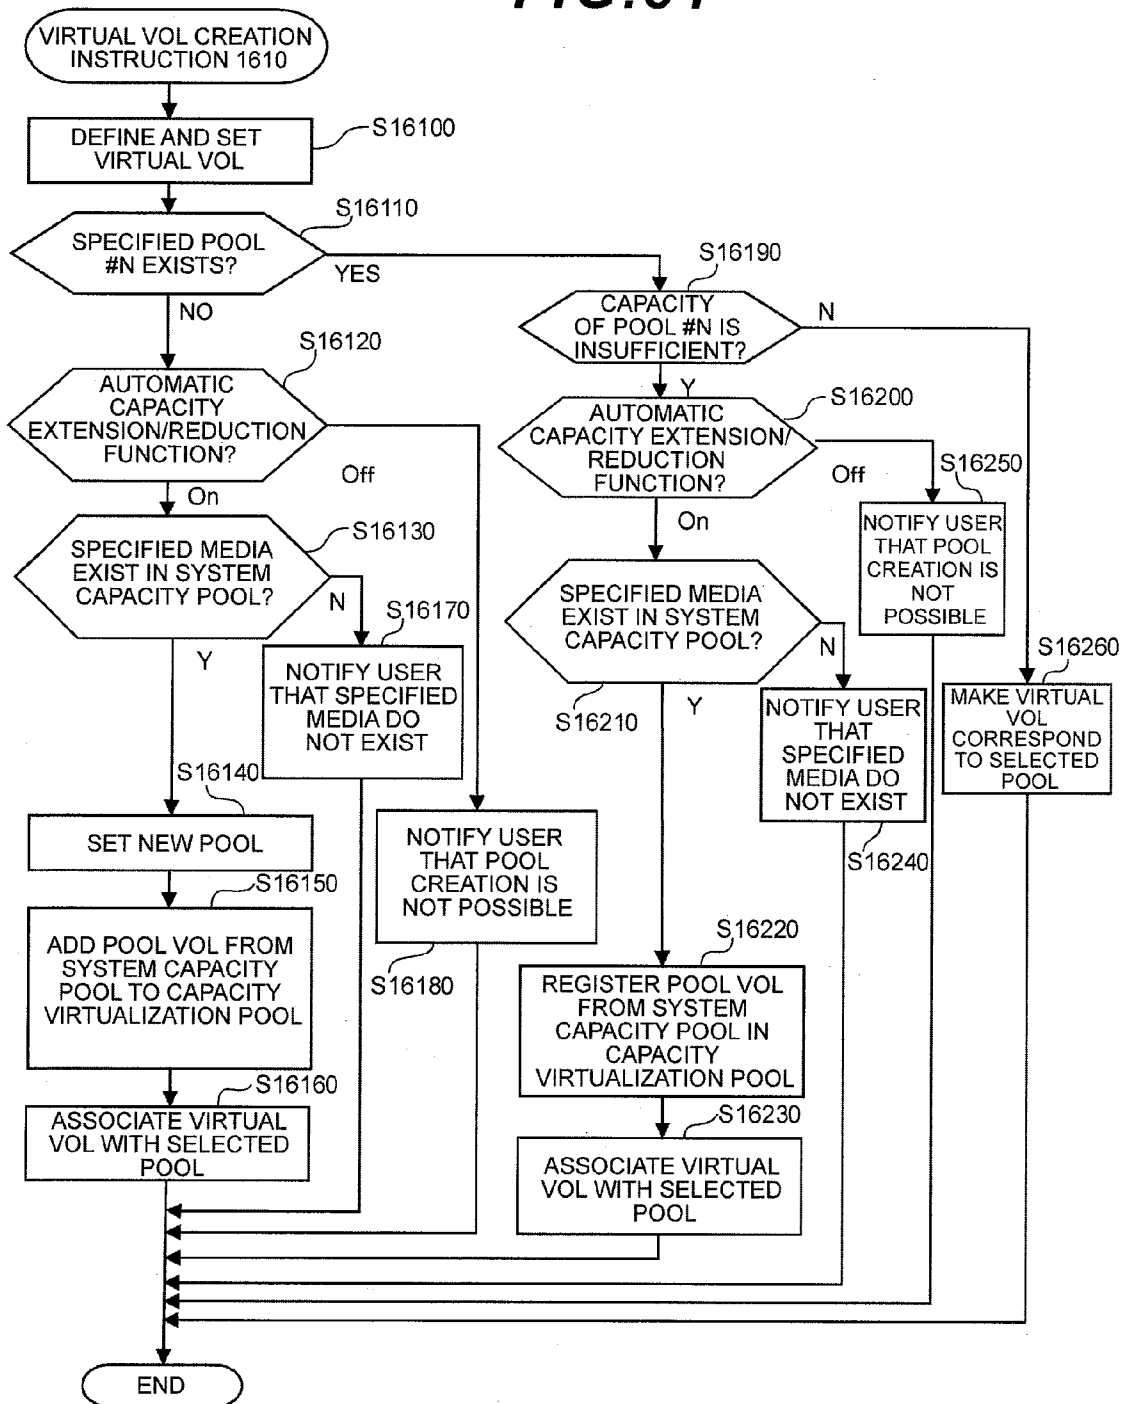 VIRTUAL VOL CREATION
INSTRUCTION 1610
DEFINE AND SET
VIRTUAL VOL
S16100
SPECIFIED POOL
#N EXISTS?
S16110
YES
NO
S16190
CAPACITY
OF POOL #N IS
INSUFFICIENT?
N
Y
S16120
AUTOMATIC
CAPACITY
EXTENSION/REDUCTION
FUNCTION?
Off
On
S16200
AUTOMATIC
CAPACITY EXTENSION/
REDUCTION
FUNCTION?
Off
On
S16250
NOTIFY USER
THAT POOL
CREATION IS
NOT
POSSIBLE
S16130
SPECIFIED MEDIA
EXIST IN SYSTEM
CAPACITY POOL?
N
Y
S16170
NOTIFY USER
THAT SPECIFIED
MEDIA DO
NOT EXIST
SPECIFIED MEDIA
EXIST IN SYSTEM
CAPACITY POOL?
N
Y
S16210
S16260
MAKE VIRTUAL
VOL
CORRESPOND
TO SELECTED
POOL
NOTIFY USER
THAT
SPECIFIED
MEDIA DO
NOT EXIST
S16240
S16140
SET NEW POOL
NOTIFY USER
THAT POOL
CREATION IS
NOT POSSIBLE
S16180
S16150
ADD POOL VOL FROM
SYSTEM CAPACITY
POOL TO CAPACITY
VIRTUALIZATION POOL
S16220
REGISTER POOL VOL
FROM SYSTEM
CAPACITY POOL IN
CAPACITY
VIRTUALIZATION POOL
S16160
ASSOCIATE VIRTUAL
VOL WITH SELECTED
POOL
S16230
ASSOCIATE VIRTUAL
VOL WITH SELECTED
POOL
END